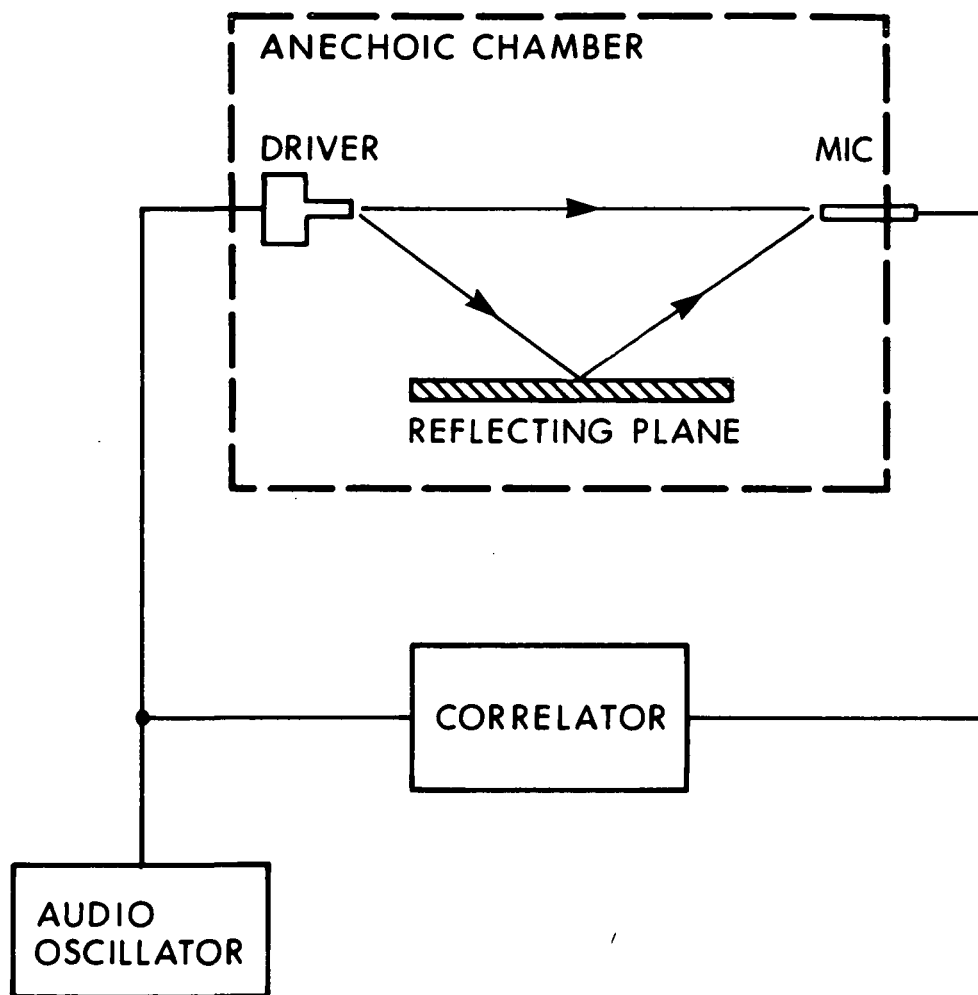 ANECHOIC CHAMBER
DRIVER
MIC
REFLECTING PLANE
CORRELATOR
AUDIO
OSCILLATOR